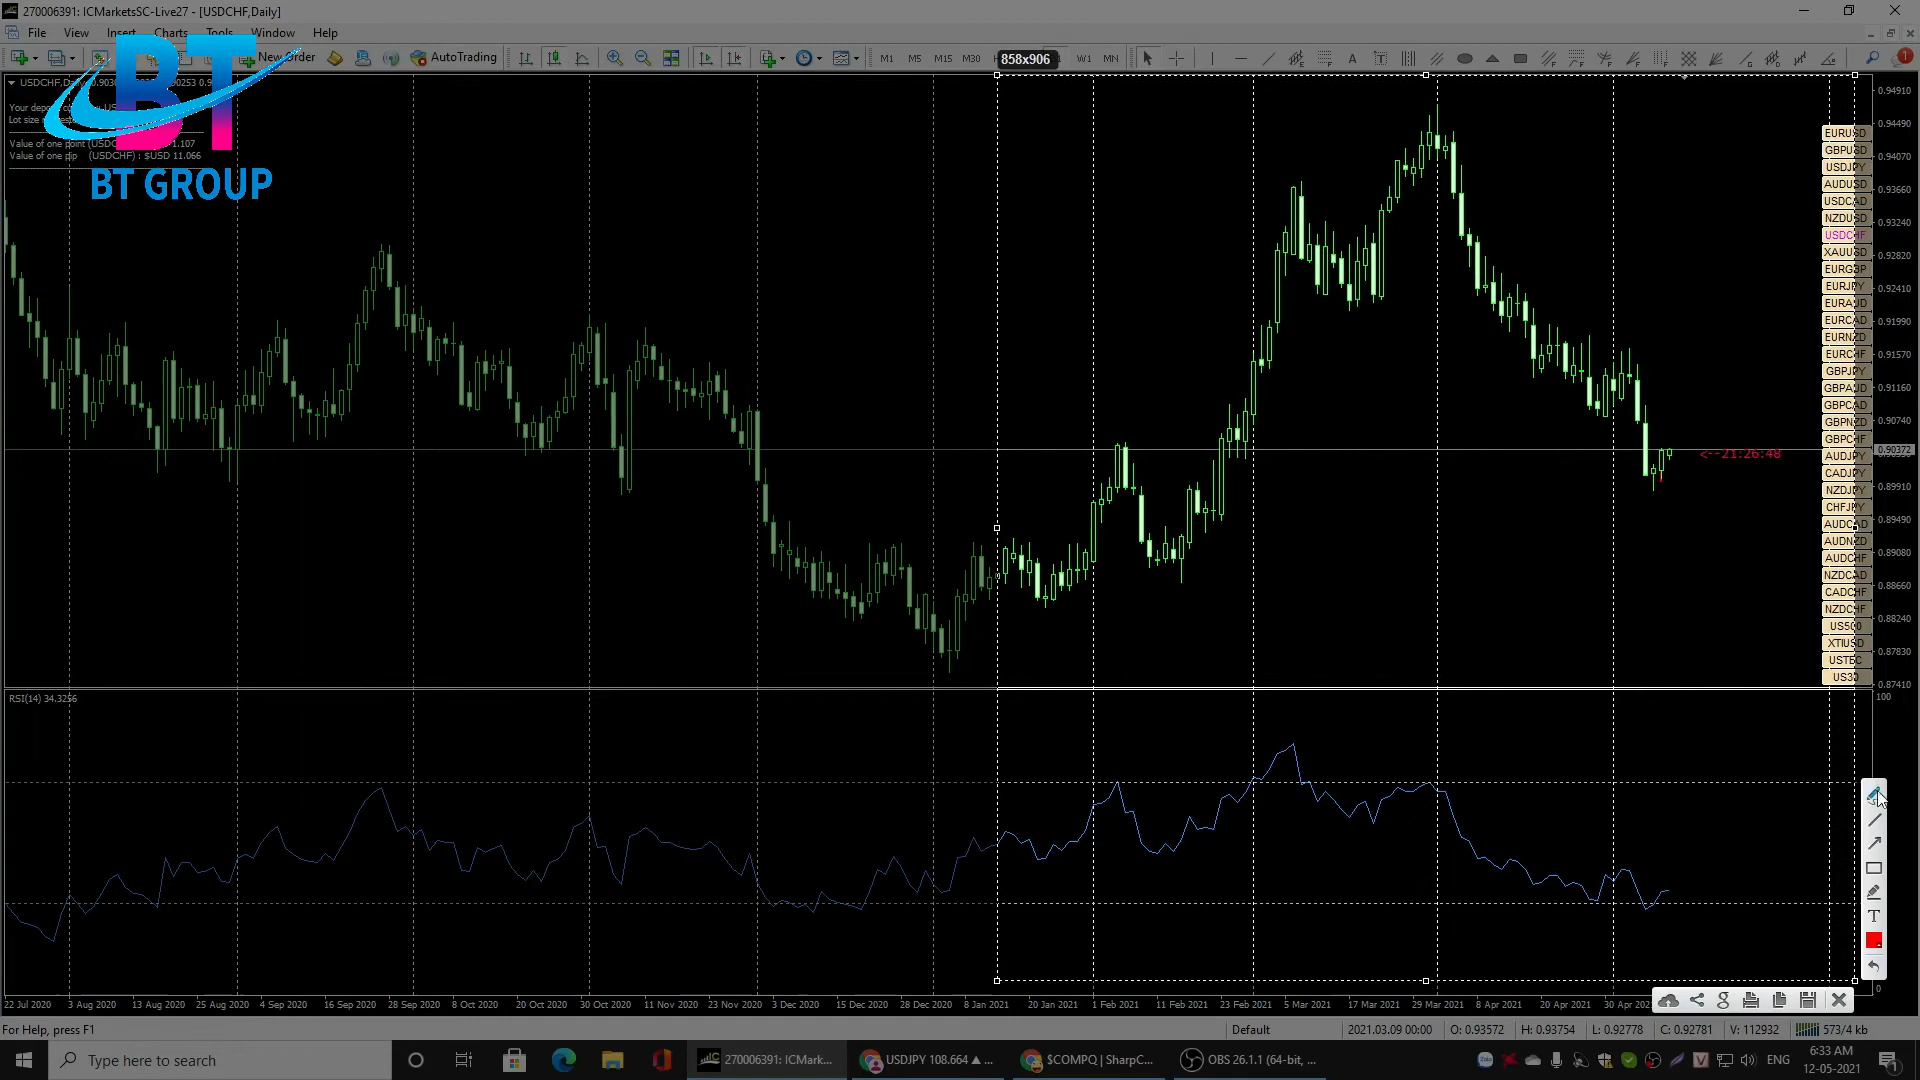 270006391: ICMarketsSC-Live27 - [USDCHF,Daily]
File View Insert Charts Tools Window Help
New Order AutoTrading M1 M5 M15 M30 W1 MN
858x906
USDCHF,
Your
Lot size
Value of one point (USDCHF)
Value of one pip (USDCHF) : $USD 11.066
BT
BT GROUP
EURUSD
GBPUSD
USDJPY
AUDUSD
USDCAD
NZDUSD
USDCHF
XAUUSD
EURGBP
EURJPY
EURAUD
EURCAD
EURNZD
EURCHF
GBPJPY
GBPAUD
GBPCAD
GBPNZD
GBPCHF
AUDJPY
CADJPY
NZDJPY
CHFJPY
AUDCAD
AUDNZD
AUDCHF
NZDCAD
CADCHF
NZDCHF
US500
XTIUSD
USTEC
US30
0.94910
0.94490
0.94070
0.93660
0.93240
0.92820
0.92410
0.91990
0.91570
0.91160
0.90740
0.90372
0.89910
0.89490
0.89080
0.88660
0.88240
0.87830
0.87410
<--21:26:48
RSI(14) 34.3256
100
0
22 Jul 2020 3 Aug 2020 13 Aug 2020 25 Aug 2020 4 Sep 2020 16 Sep 2020 28 Sep 2020 8 Oct 2020 20 Oct 2020 30 Oct 2020 11 Nov 2020 23 Nov 2020 3 Dec 2020 15 Dec 2020 28 Dec 2020 8 Jan 2021 20 Jan 2021 1 Feb 2021 11 Feb 2021 23 Feb 2021 5 Mar 2021 17 Mar 2021 29 Mar 2021 8 Apr 2021 20 Apr 2021 30 Apr
For Help, press F1 Default 2021.03.09 00:00 O: 0.93572 H: 0.93754 L: 0.92778 C: 0.92781 V: 112932 573/4 kb
Type here to search 270006391: ICMark... USDJPY 108.664 ▲ ... $COMPQ | SharpC... OBS 26.1.1 (64-bit, ... ENG 6:33 AM
12-05-2021